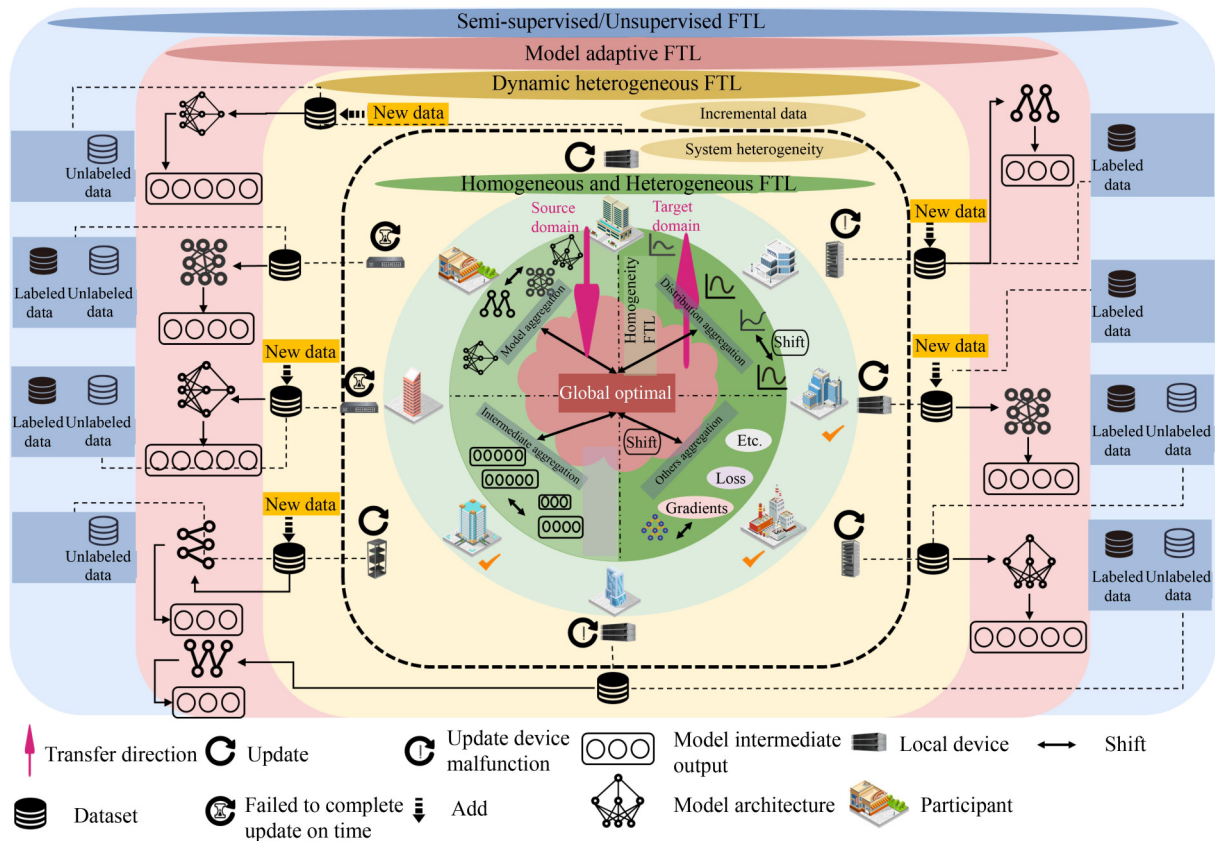 Semi-supervised/Unsupervised FTL
Model adaptive FTL
Dynamic heterogeneous FTL
New data
Incremental data
System heterogeneity
Homogeneous and Heterogeneous FTL
Unlabeled
data
Labeled
data
Source
domain
Target
domain
New data
Homogeneity
FTL
Model aggregation
Distribution aggregation
Shift
Labeled
data
Unlabeled
data
Labeled
data
New data
New data
Global optimal
Labeled
data
Unlabeled
data
Intermediate aggregation
Shift
Others aggregation
Etc.
Loss
Gradients
Labeled
data
Unlabeled
data
New data
Unlabeled
data
Labeled
data
Unlabeled
data
Transfer direction
Update
Update device
malfunction
Model intermediate
output
Local device
Shift
Dataset
Failed to complete
update on time
Add
Model architecture
Participant